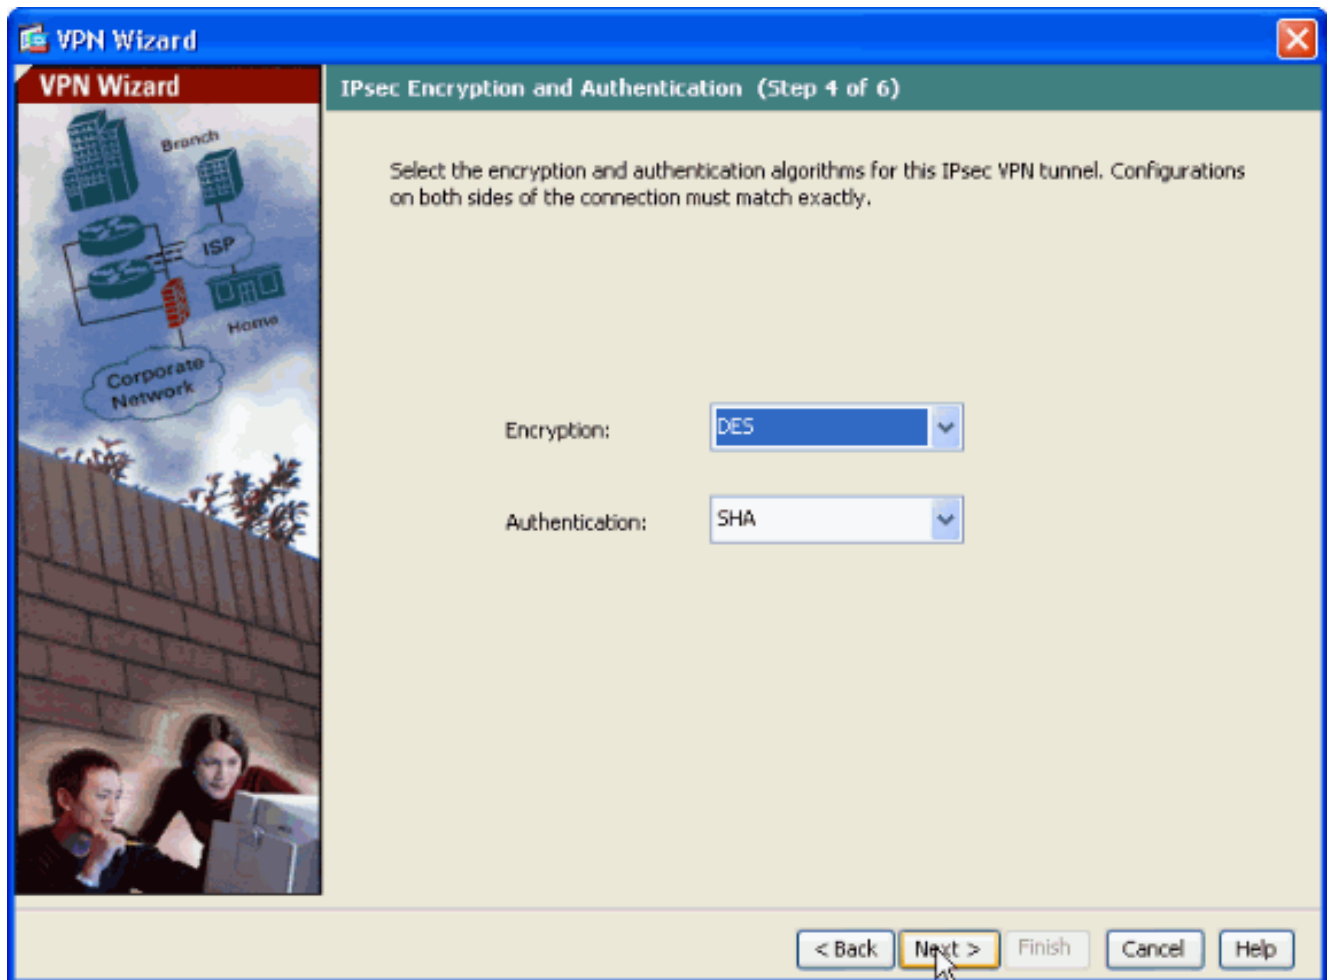 VPN Wizard
VPN Wizard
IPsec Encryption and Authentication (Step 4 of 6)
Branch
ISP
Home
Corporate
Network
Select the encryption and authentication algorithms for this IPsec VPN tunnel. Configurations
on both sides of the connection must match exactly.
Encryption: DES
Authentication: SHA
< Back Next > Finish Cancel Help